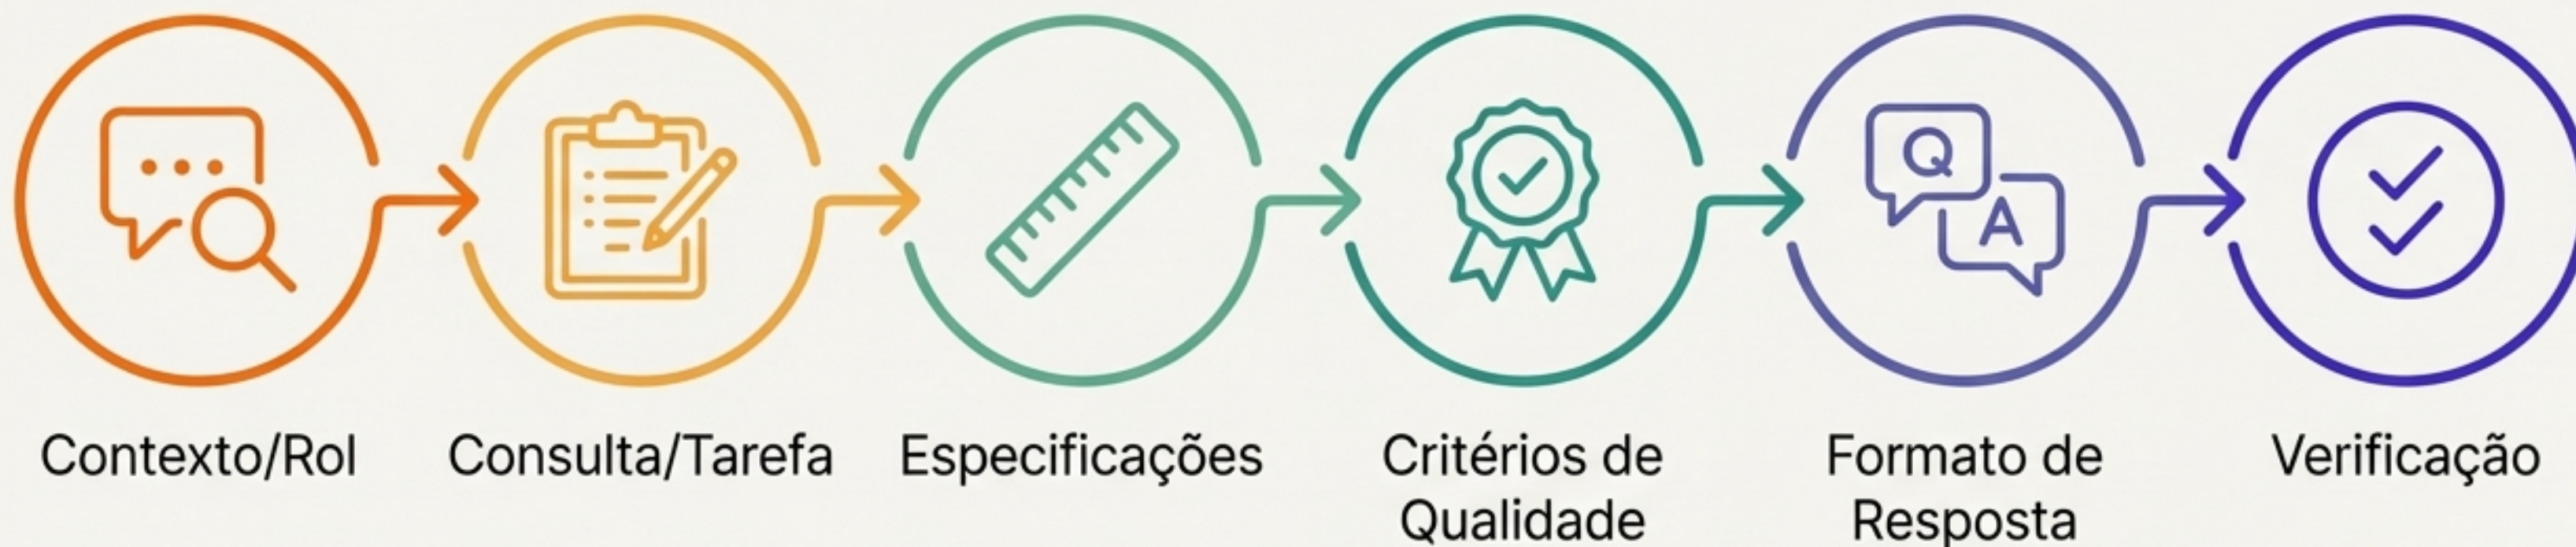 Contexto/Rol
Consulta/Tarefa
Especificações
Critérios de
Qualidade
Q
A
Formato de
Resposta
Verificação